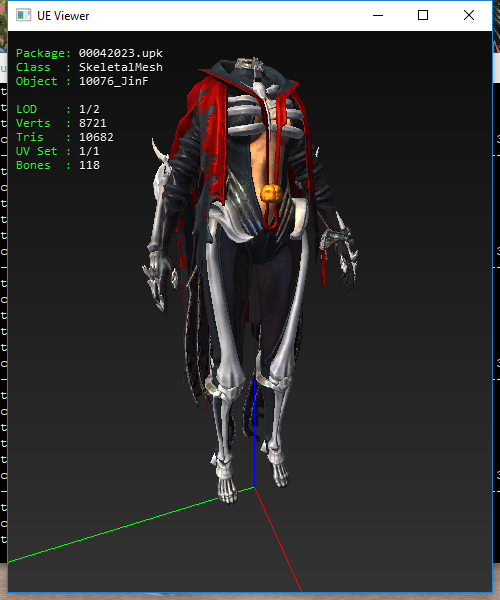 UE Viewer
Package: 00042023.upk
Class  : SkeletalMesh
Object : 10076_JinF
LOD    : 1/2
Verts  : 8721
Tris   : 10682
UV Set : 1/1
Bones  : 118